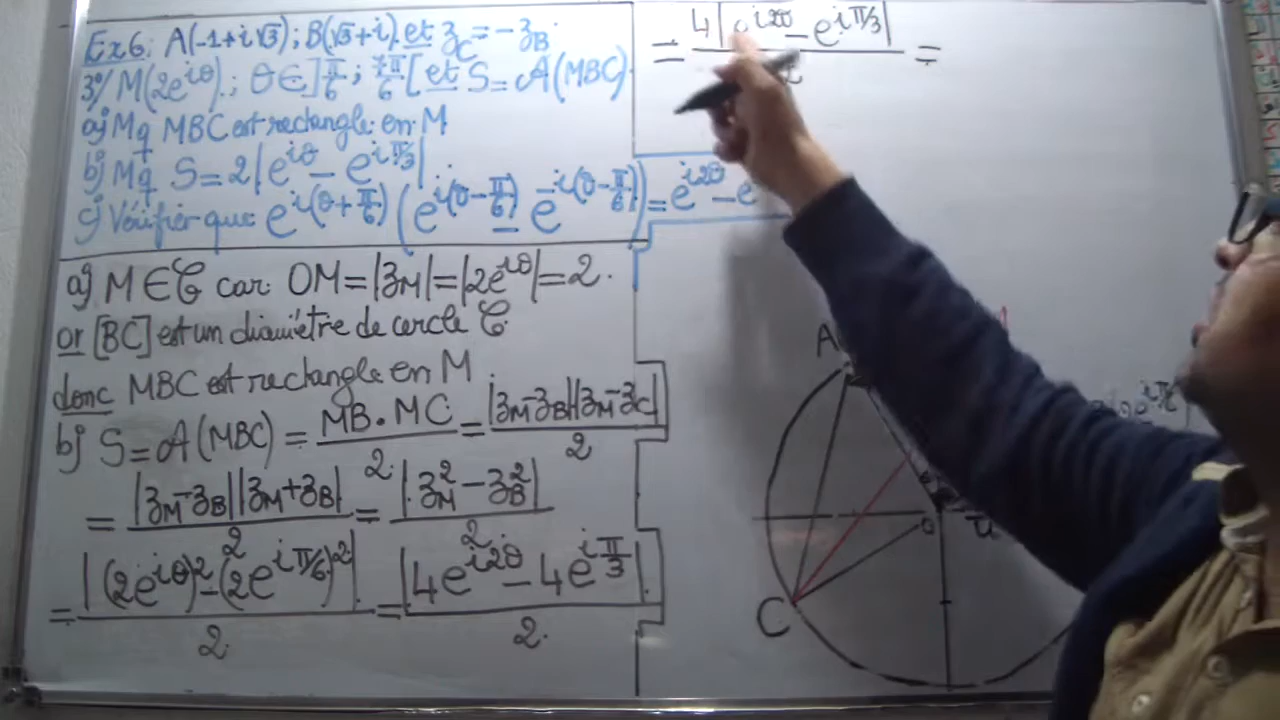 Ex6: A(-1+i√3); B(√3+i) et z_C = -z_B
3°/ M(2e^{iθ}); θ ∈ ]π/6; 7π/6[ et S = 𝒜(MBC)
a) Mq MBC est rectangle en M
b) Mq S = 2|e^{iθ} - e^{iπ/3}|
c) Vérifier que e^{i(θ+π/6)} (e^{i(θ-π/6)} - e^{-i(θ-π/6)}) = e^{i2θ} - e
a) M ∈ 𝒞 car OM = |z_M| = |2e^{iθ}| = 2.
or [BC] est un diamètre de cercle 𝒞.
donc MBC est rectangle en M
b) S = 𝒜(MBC) = MB.MC / 2 = |z_M - z_B||z_M - z_C| / 2
= |z_M - z_B||z_M + z_B| / 2 = |z_M² - z_B²| / 2
= |(2e^{iθ})² - (2e^{iπ/6})²| / 2 = |4e^{i2θ} - 4e^{iπ/3}| / 2
= 4|e^{i2θ} - e^{iπ/3}| / 2 =
A
O
C